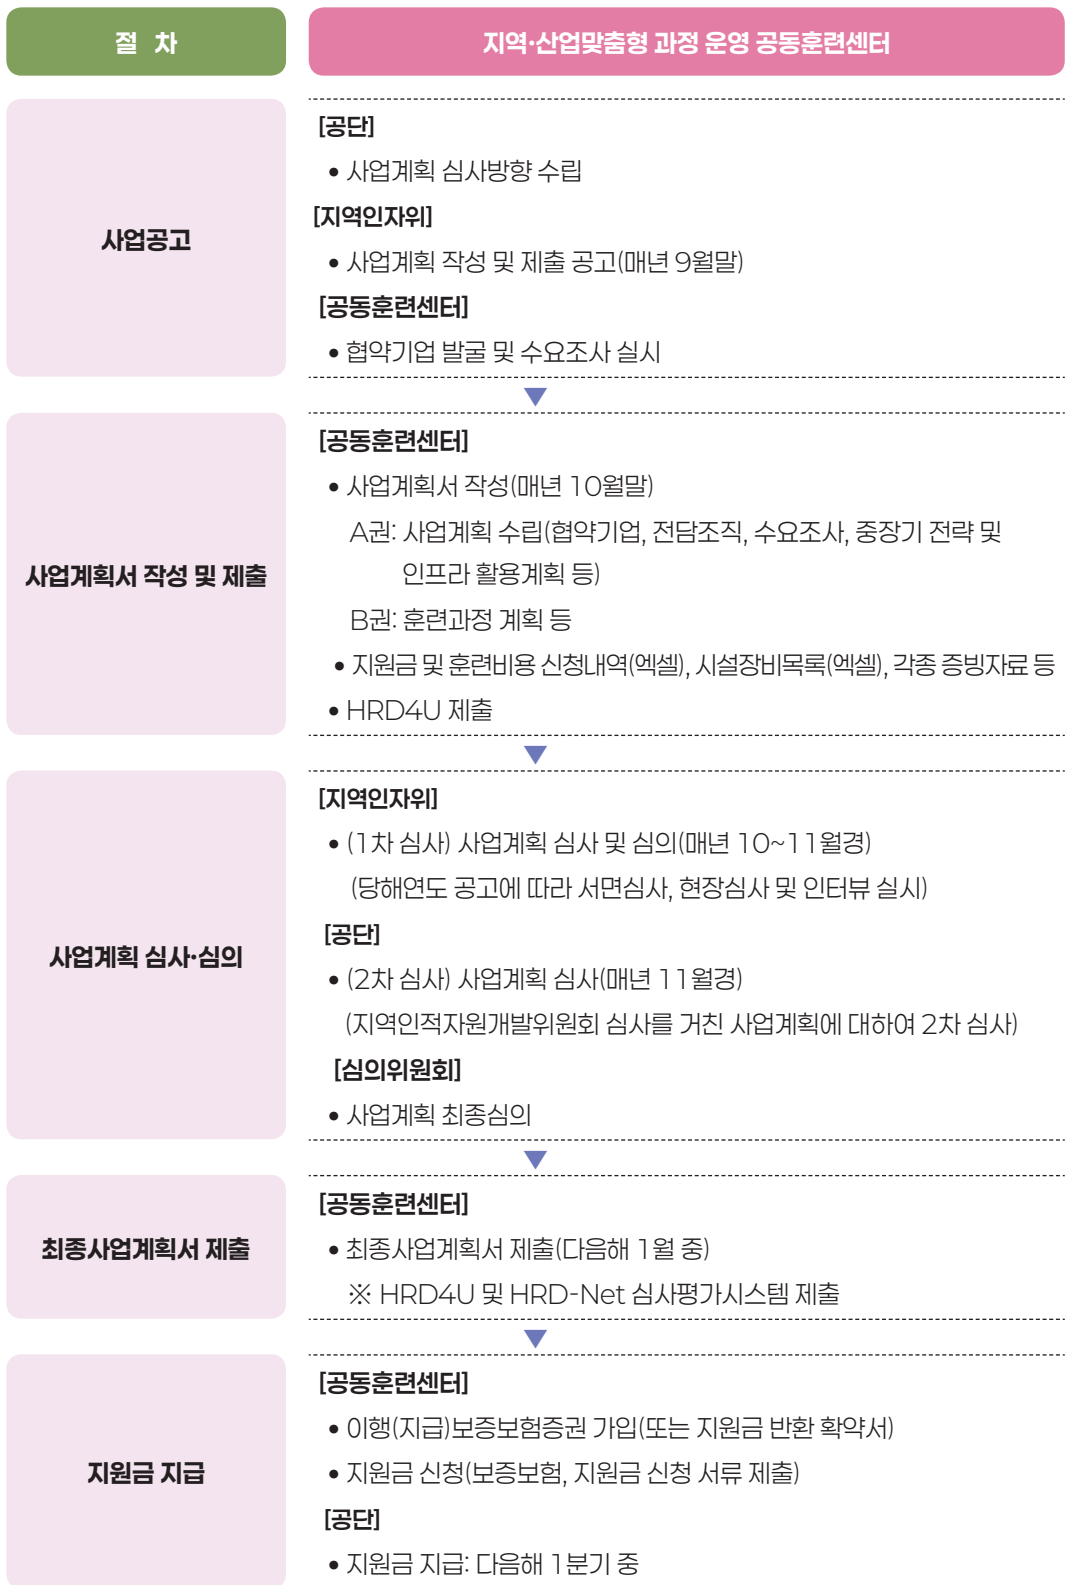 절 차
지역·산업맞춤형 과정 운영 공동훈련센터
사업공고
[공단]
• 사업계획 심사방향 수립
[지역인자위]
• 사업계획 작성 및 제출 공고(매년 9월말)
[공동훈련센터]
• 협약기업 발굴 및 수요조사 실시
사업계획서 작성 및 제출
[공동훈련센터]
• 사업계획서 작성(매년 10월말)
A권: 사업계획 수립(협약기업, 전담조직, 수요조사, 중장기 전략 및
인프라 활용계획 등)
B권: 훈련과정 계획 등
• 지원금 및 훈련비용 신청내역(엑셀), 시설장비목록(엑셀), 각종 증빙자료 등
• HRD4U 제출
사업계획 심사·심의
[지역인자위]
• (1차 심사) 사업계획 심사 및 심의(매년 10~11월경)
(당해연도 공고에 따라 서면심사, 현장심사 및 인터뷰 실시)
[공단]
• (2차 심사) 사업계획 심사(매년 11월경)
(지역인적자원개발위원회 심사를 거친 사업계획에 대하여 2차 심사)
[심의위원회]
• 사업계획 최종심의
최종사업계획서 제출
[공동훈련센터]
• 최종사업계획서 제출(다음해 1월 중)
※ HRD4U 및 HRD-Net 심사평가시스템 제출
지원금 지급
[공동훈련센터]
• 이행(지급)보증보험증권 가입(또는 지원금 반환 확약서)
• 지원금 신청(보증보험, 지원금 신청 서류 제출)
[공단]
• 지원금 지급: 다음해 1분기 중